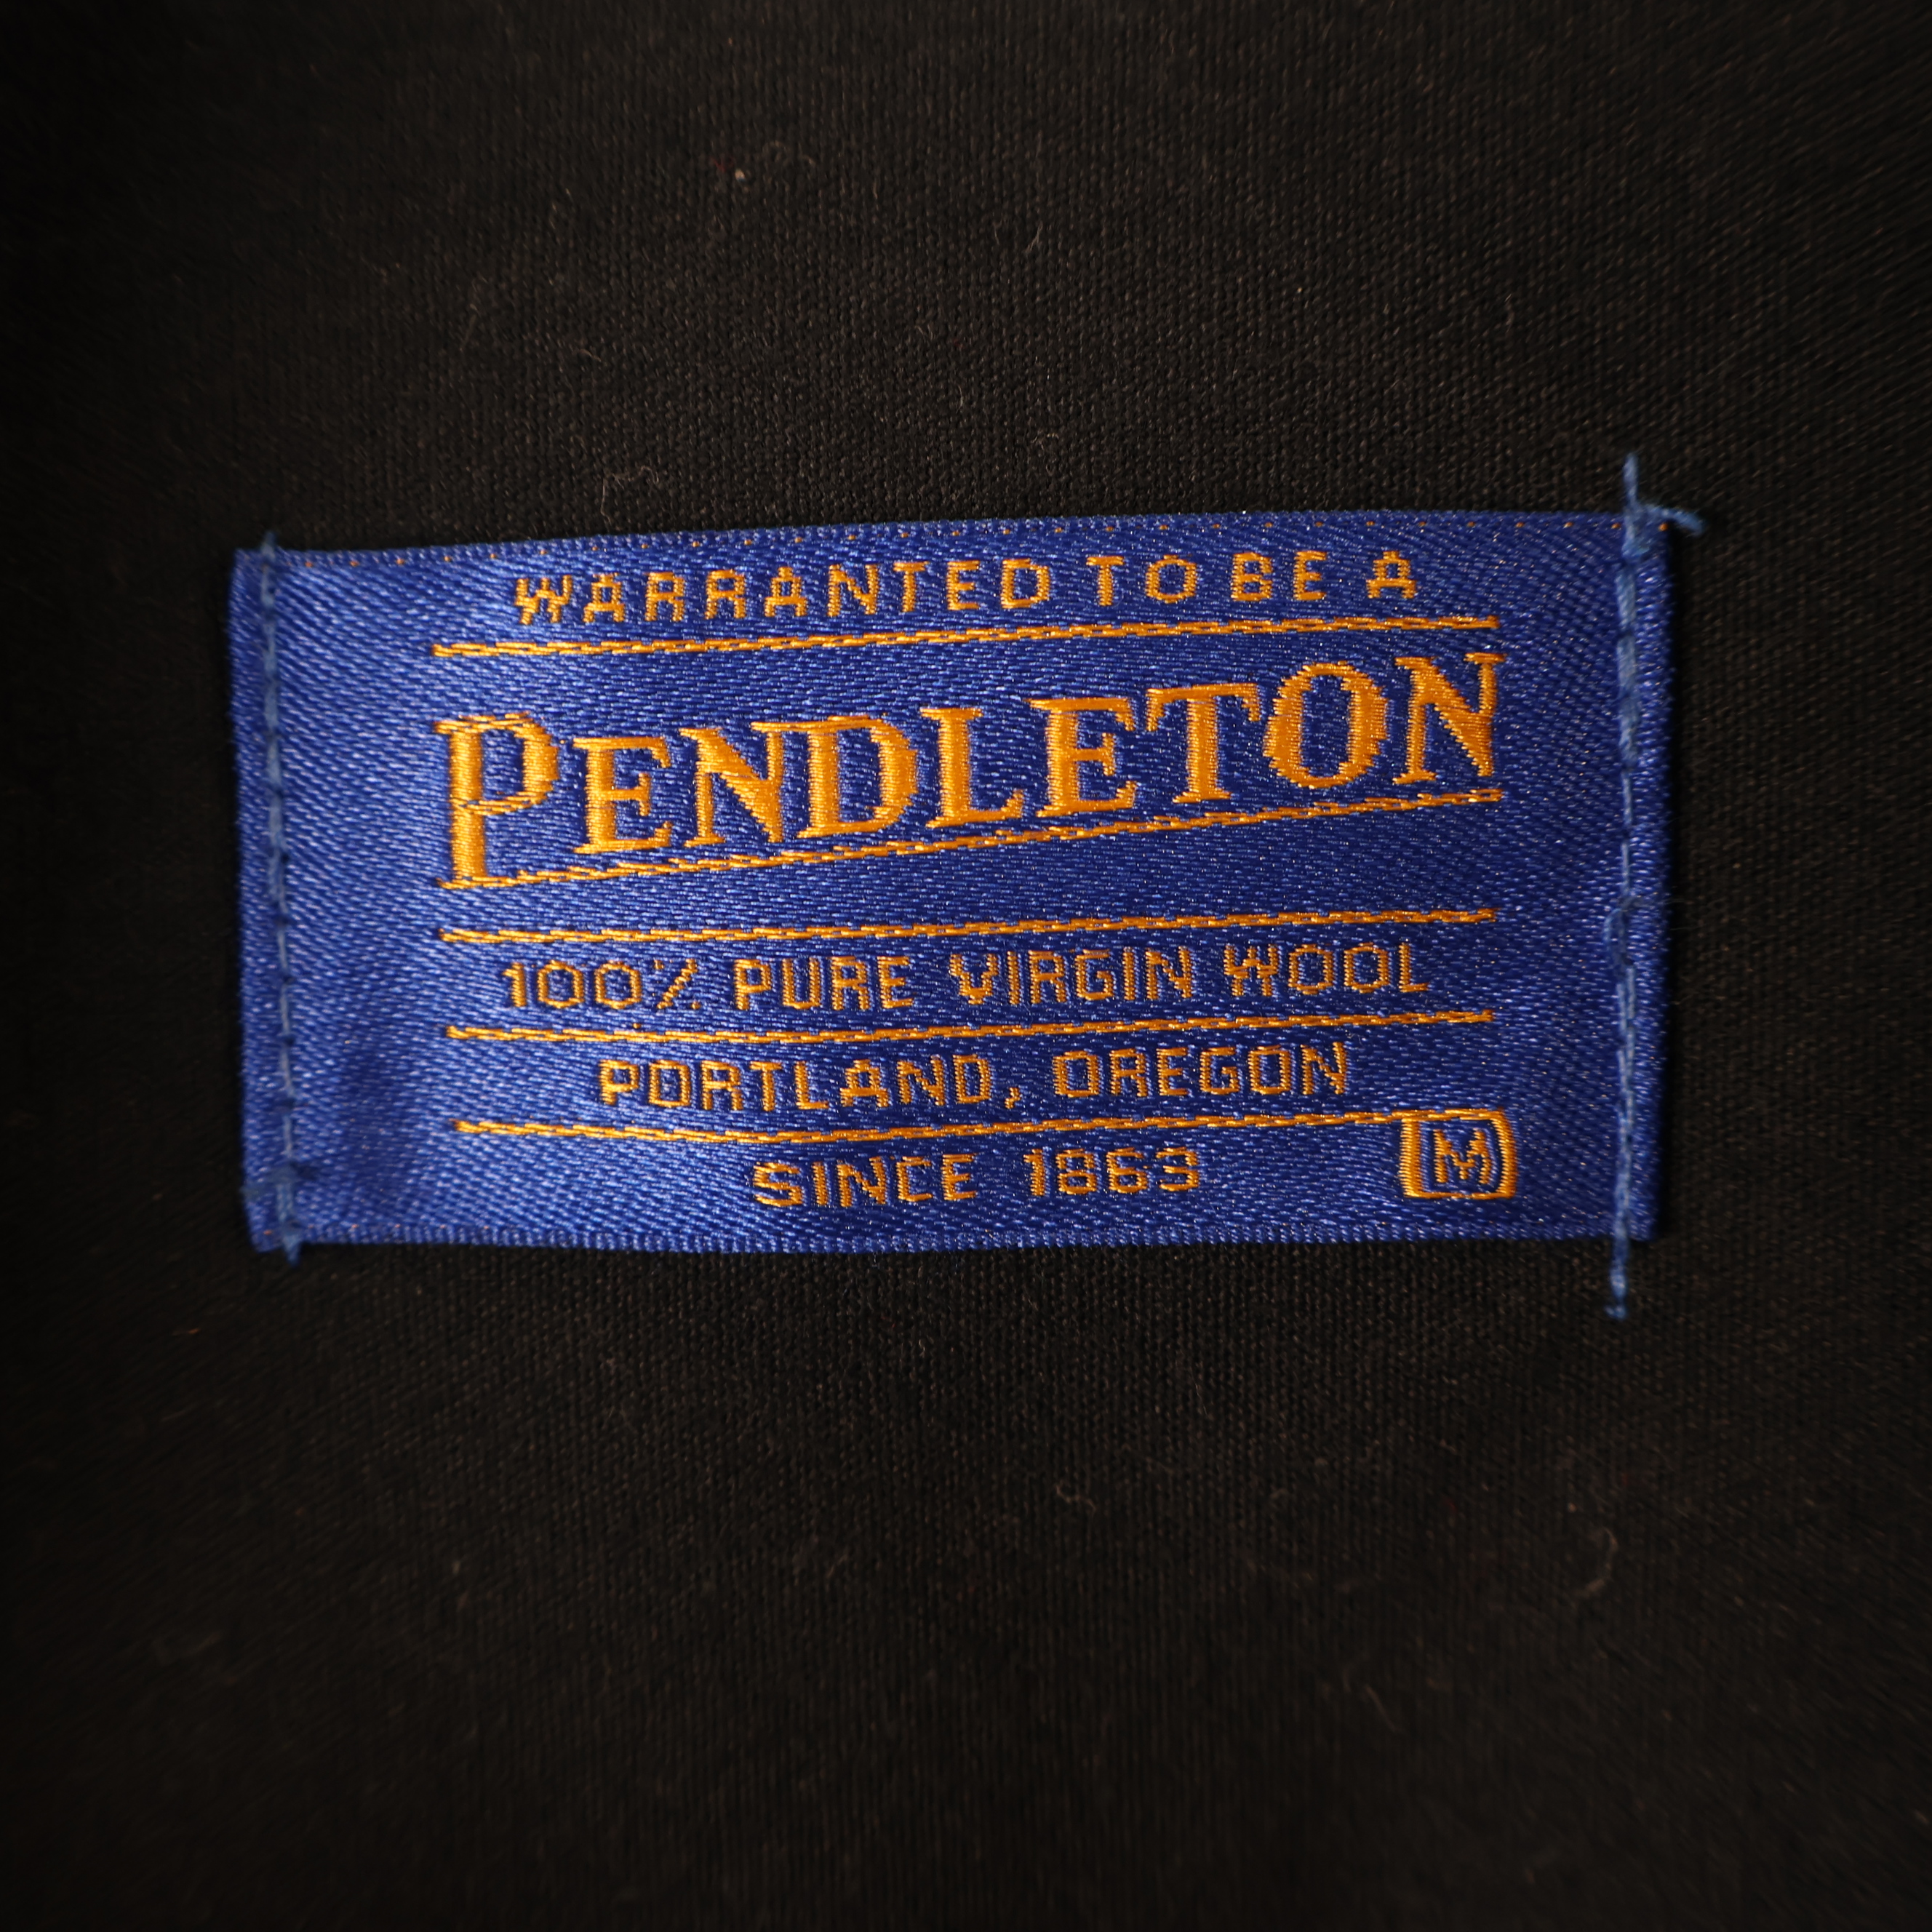 WARRANTED TO BE A
PENDLETON
100% PURE VIRGIN WOOL
PORTLAND, OREGON
SINCE 1863
M